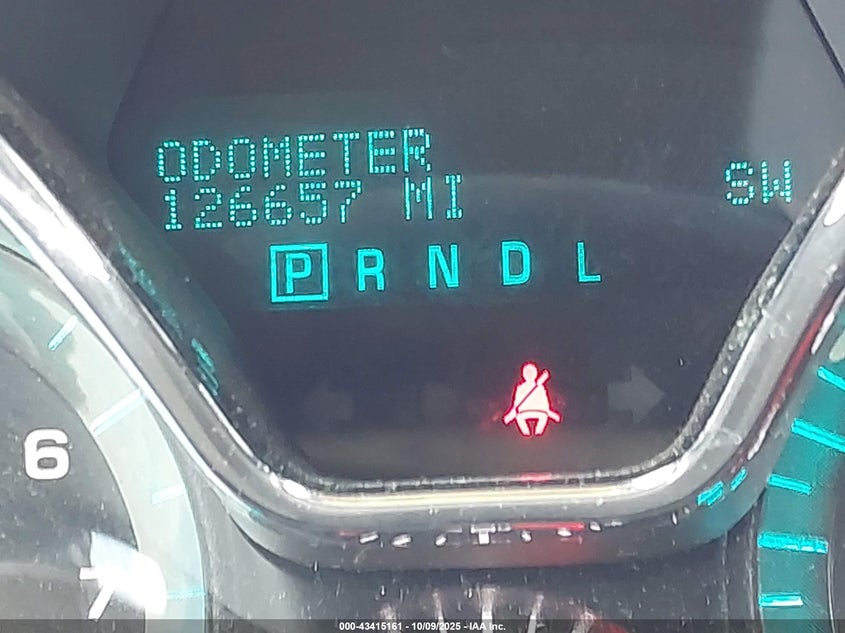 ODOMETER
126657 MI
SW
P R N D L
6
7
000-43415161 - 10/09/2025 - IAA Inc.